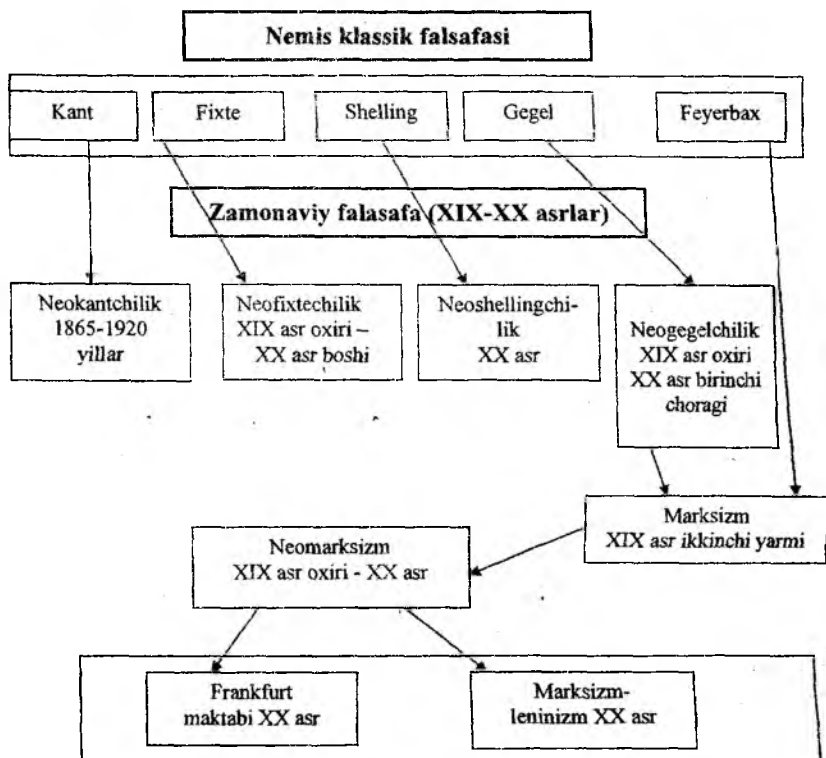 Nemis klassik falsafasi
Kant
Fixte
Shelling
Gegel
Feyerbax
Zamonaviy falasafa (XIX-XX asrlar)
Neokantchilik
1865-1920
yillar
Neofixtechilik
XIX asr oxiri –
XX asr boshi
Neoshellingchi-
lik
XX asr
Neogegelchilik
XIX asr oxiri
XX asr birinchi
choragi
Marksizm
XIX asr ikkinchi yarmi
Neomarksizm
XIX asr oxiri - XX asr
Frankfurt
maktabi XX asr
Marksizm-
leninizm XX asr